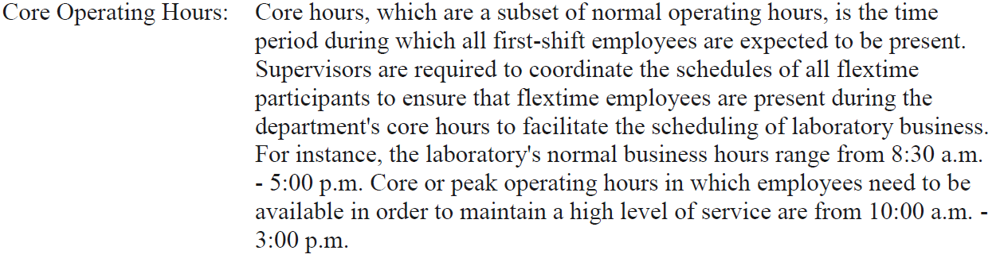 Core Operating Hours: Core hours, which are a subset of normal operating hours, is the time
period during which all first-shift employees are expected to be present.
Supervisors are required to coordinate the schedules of all flextime
participants to ensure that flextime employees are present during the
department's core hours to facilitate the scheduling of laboratory business.
For instance, the laboratory's normal business hours range from 8:30 a.m.
- 5:00 p.m. Core or peak operating hours in which employees need to be
available in order to maintain a high level of service are from 10:00 a.m. -
3:00 p.m.